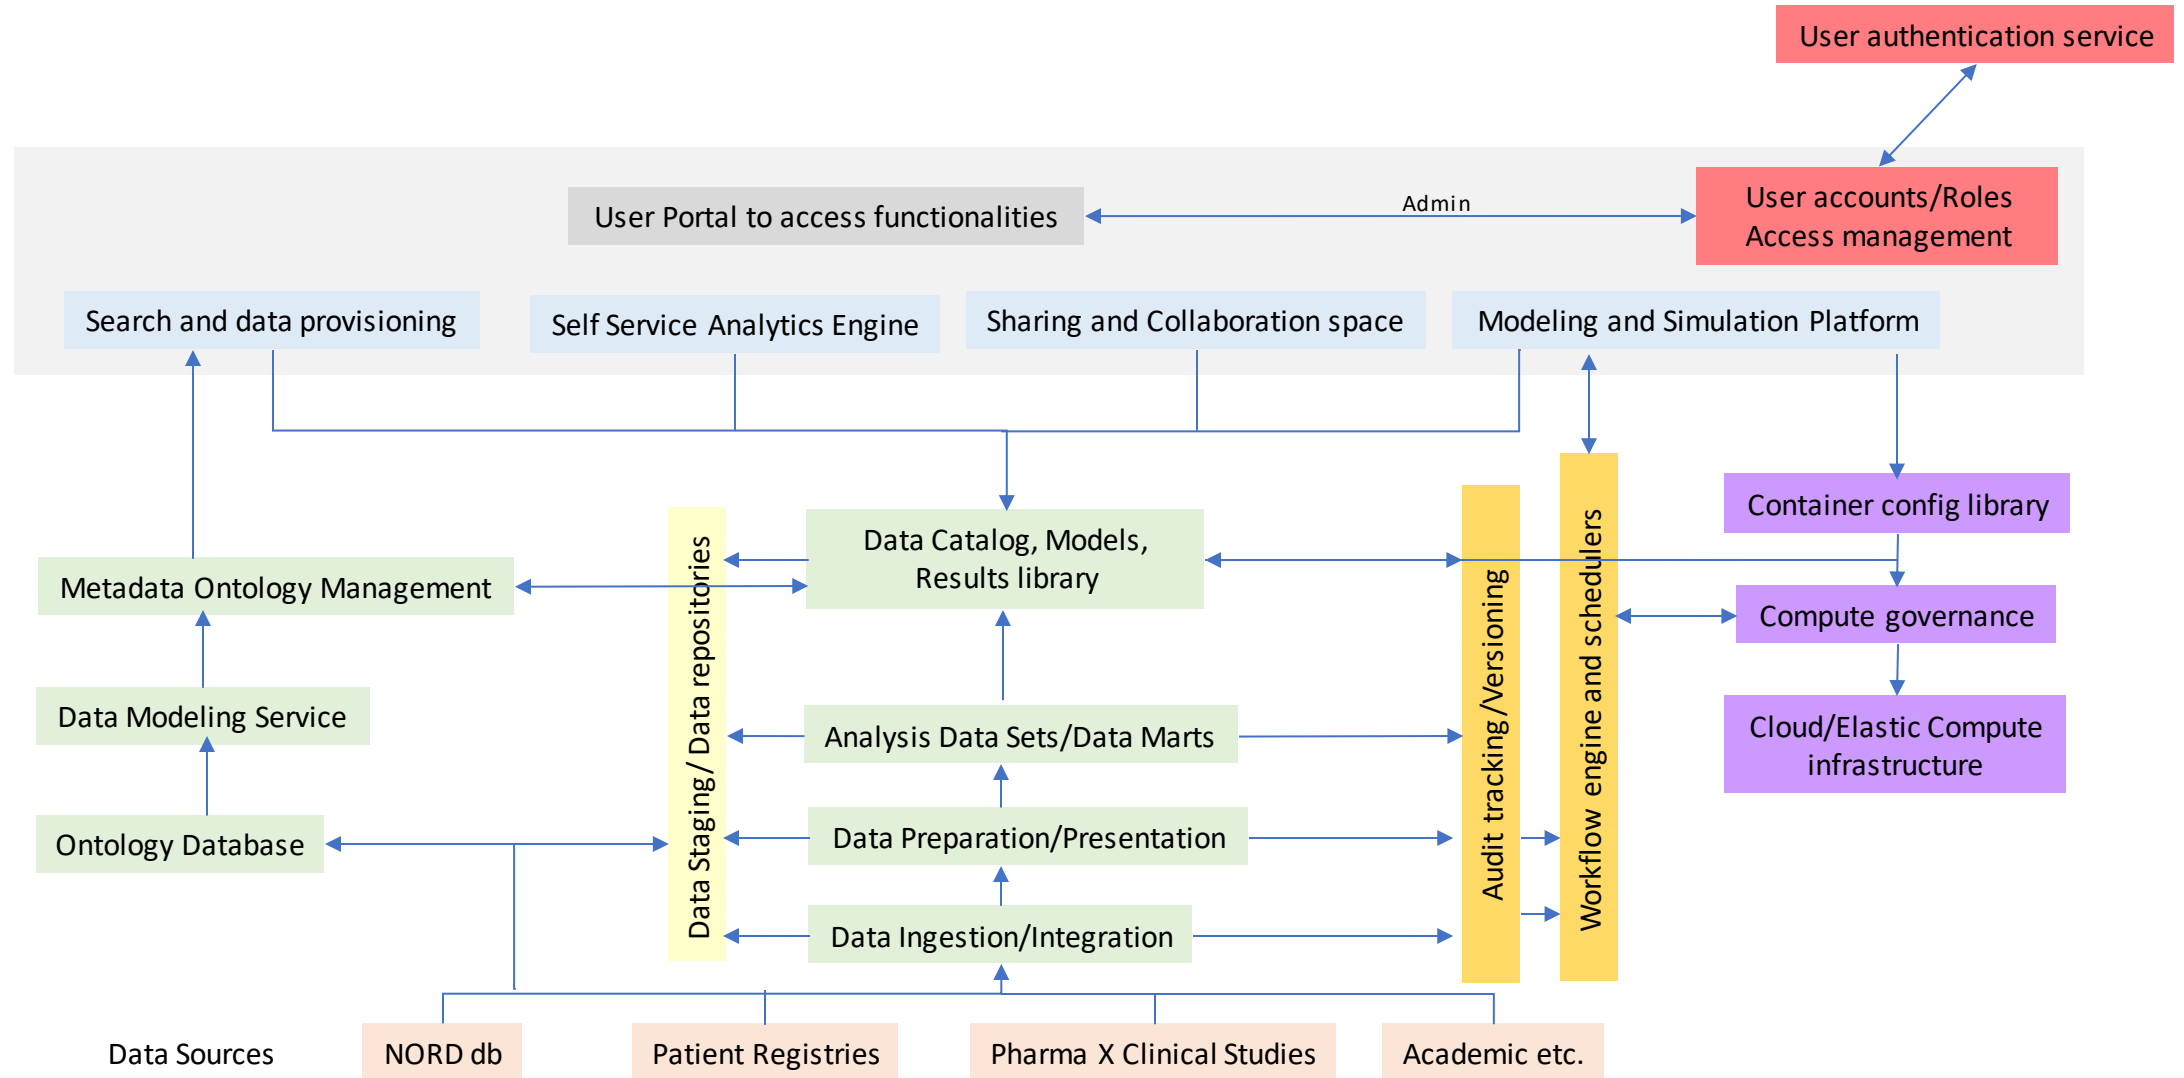 User authentication service
Admin
User accounts/Roles
Access management
User Portal to access functionalities
Search and data provisioning
Self Service Analytics Engine
Sharing and Collaboration space
Modeling and Simulation Platform
Container config library
Data Catalog, Models,
Results library
Metadata Ontology Management
Compute governance
Data Staging/ Data repositories
Audit tracking/Versioning
Workflow engine and schedulers
Data Modeling Service
Analysis Data Sets/Data Marts
Cloud/Elastic Compute
infrastructure
Ontology Database
Data Preparation/Presentation
Data Ingestion/Integration
Data Sources
NORD db
Patient Registries
Pharma X Clinical Studies
Academic etc.